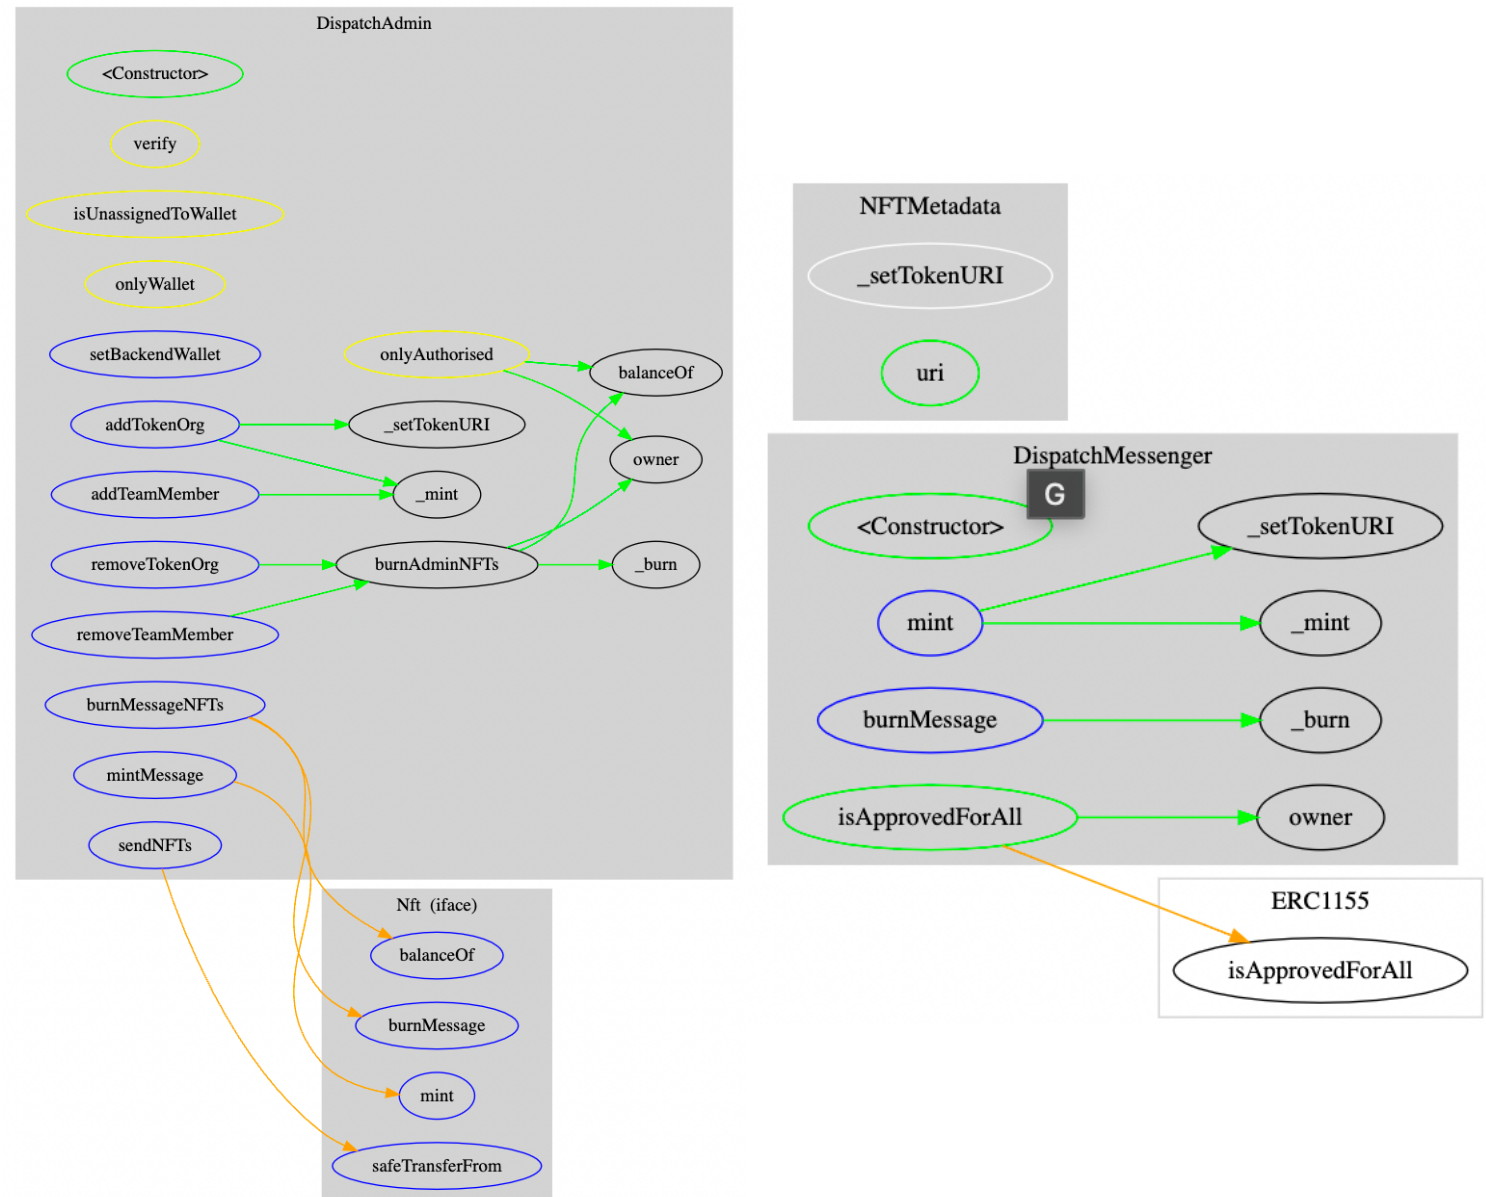 DispatchAdmin
<Constructor>
verify
isUnassignedToWallet
onlyWallet
setBackendWallet
onlyAuthorised
balanceOf
addTokenOrg
_setTokenURI
owner
addTeamMember
_mint
removeTokenOrg
burnAdminNFTs
_burn
removeTeamMember
burnMessageNFTs
mintMessage
sendNFTs
Nft (iface)
balanceOf
burnMessage
mint
safeTransferFrom
NFTMetadata
_setTokenURI
uri
DispatchMessenger
G
<Constructor>
_setTokenURI
mint
_mint
burnMessage
_burn
isApprovedForAll
owner
ERC1155
isApprovedForAll